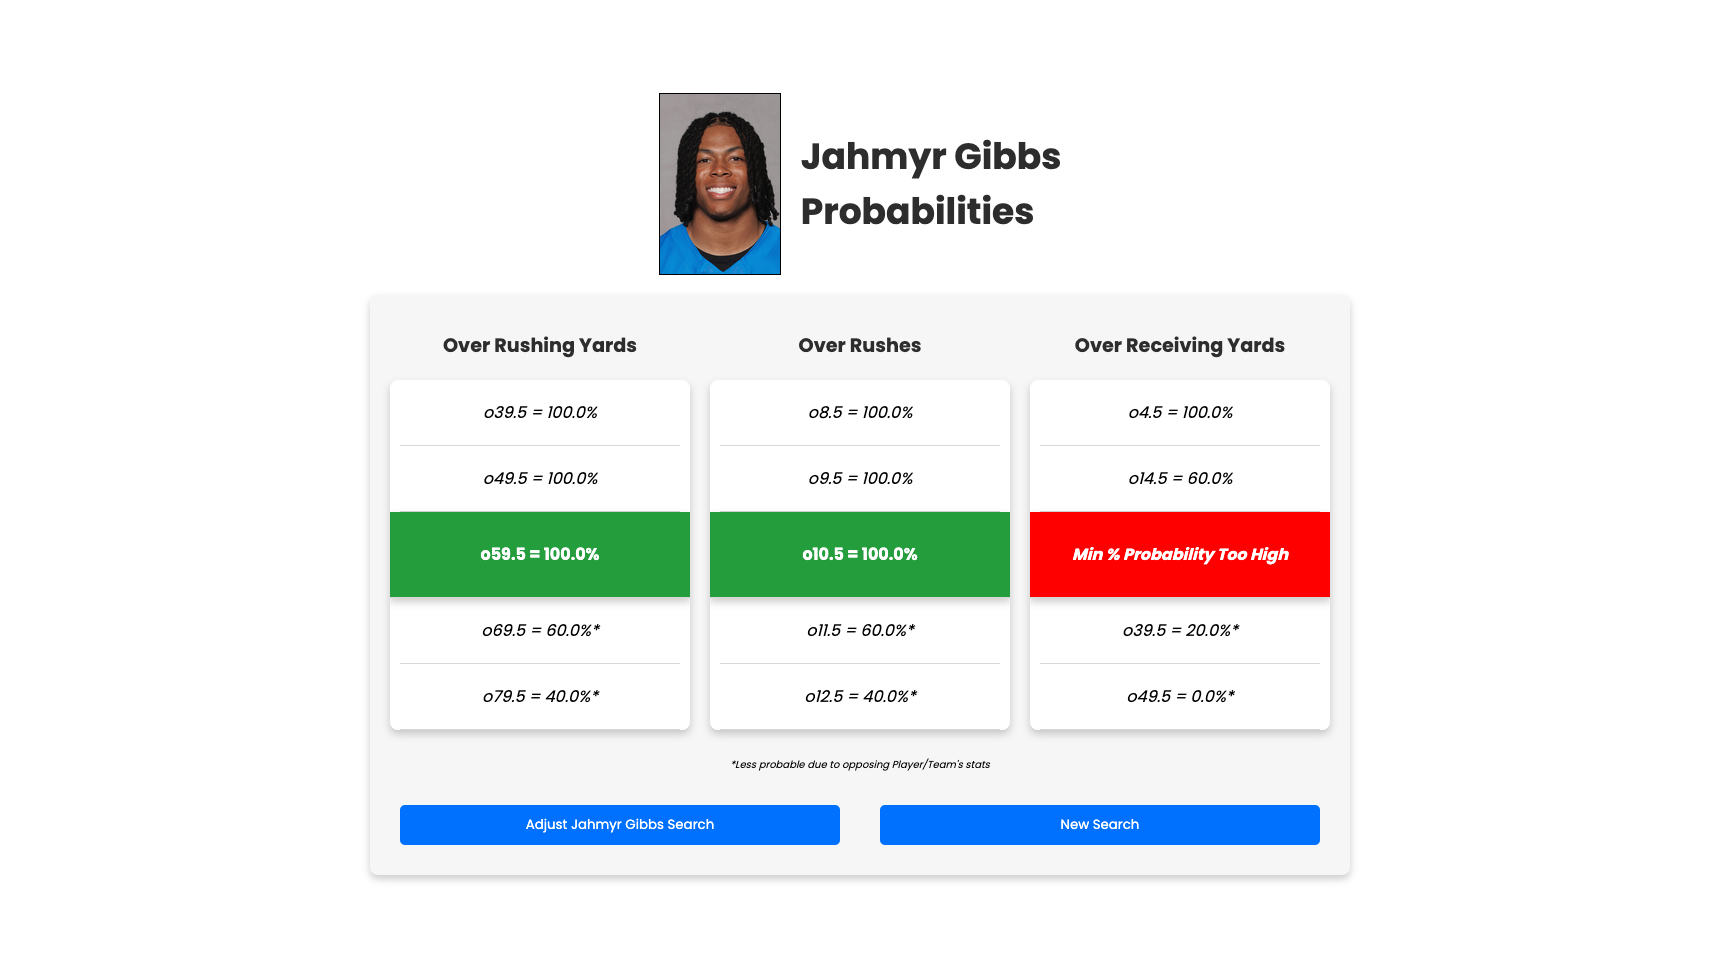 Jahmyr Gibbs
Probabilities
Over Rushing Yards
o39.5 = 100.0%
o49.5 = 100.0%
o59.5 = 100.0%
o69.5 = 60.0%*
o79.5 = 40.0%*
Over Rushes
o8.5 = 100.0%
o9.5 = 100.0%
o10.5 = 100.0%
o11.5 = 60.0%*
o12.5 = 40.0%*
Over Receiving Yards
o4.5 = 100.0%
o14.5 = 60.0%
Min % Probability Too High
o39.5 = 20.0%*
o49.5 = 0.0%*
*Less probable due to opposing Player/Team's stats
Adjust Jahmyr Gibbs Search
New Search